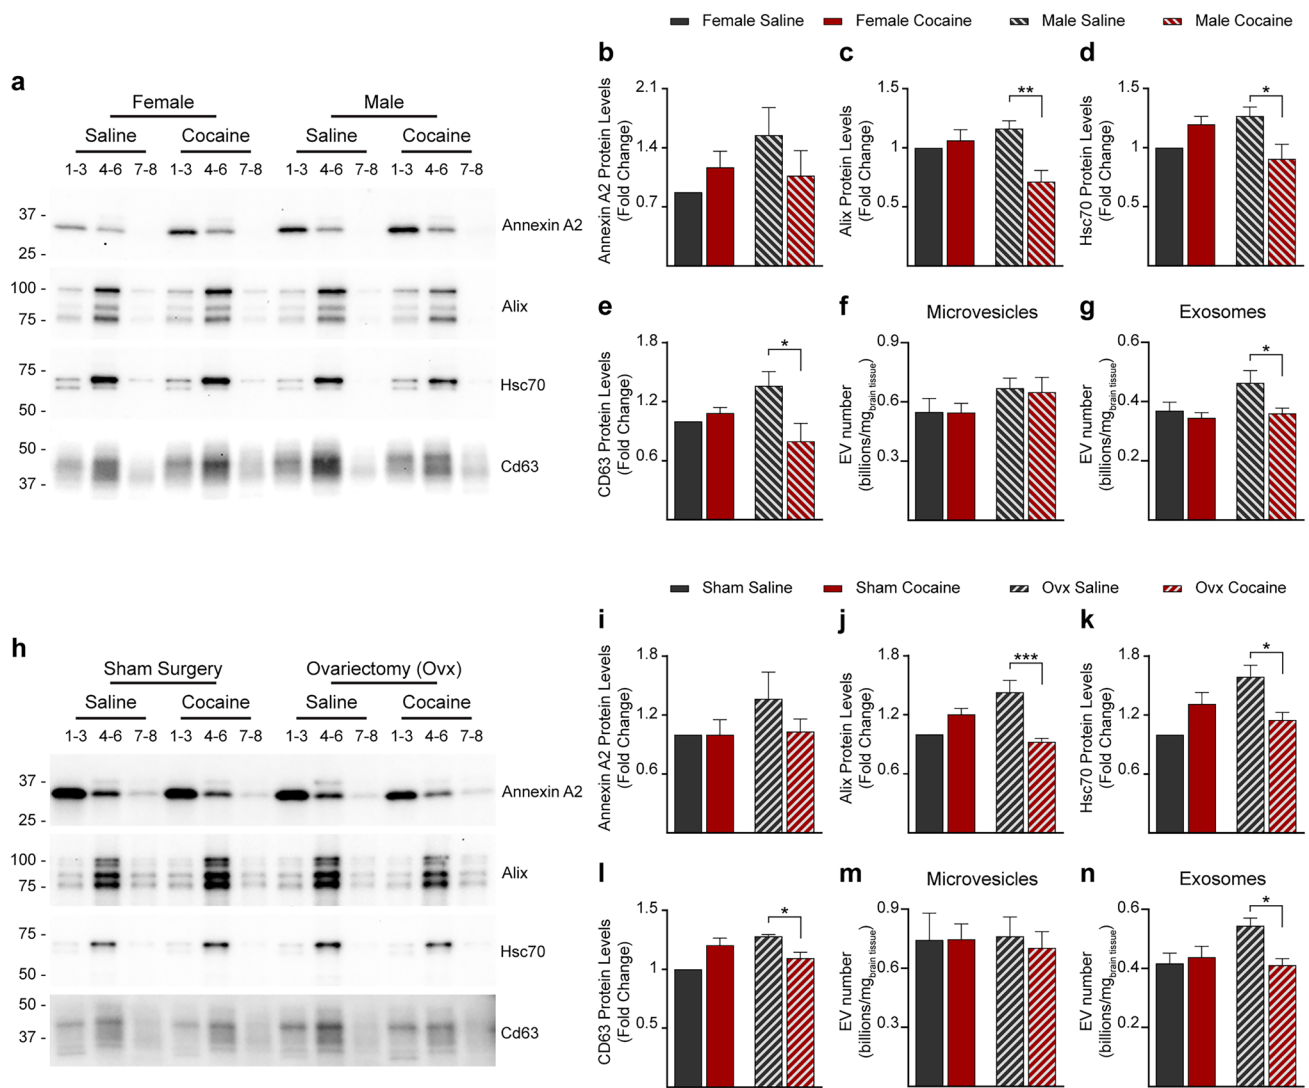 Female Saline Female Cocaine Male Saline Male Cocaine
a
Female Male
Saline Cocaine Saline Cocaine
1-3 4-6 7-8 1-3 4-6 7-8 1-3 4-6 7-8 1-3 4-6 7-8
37 -
Annexin A2
25 -
100 -
Alix
75 -
75 -
Hsc70
50 -
50 -
Cd63
37 -
b
Annexin A2 Protein Levels
(Fold Change)
2.1
1.4
0.7
c
Alix Protein Levels
(Fold Change)
1.5
1
0.5
**
d
Hsc70 Protein Levels
(Fold Change)
1.5
1
0.5
*
e
CD63 Protein Levels
(Fold Change)
1.8
1.2
0.6
*
f
Microvesicles
EV number
(billions/mgbrain tissue)
0.9
0.6
0.3
g
Exosomes
EV number
(billions/mgbrain tissue)
0.6
0.4
0.2
*
Sham Saline Sham Cocaine Ovx Saline Ovx Cocaine
h
Sham Surgery Ovariectomy (Ovx)
Saline Cocaine Saline Cocaine
1-3 4-6 7-8 1-3 4-6 7-8 1-3 4-6 7-8 1-3 4-6 7-8
37 -
Annexin A2
25 -
100 -
Alix
75 -
75 -
Hsc70
50 -
50 -
Cd63
37 -
i
Annexin A2 Protein Levels
(Fold Change)
1.8
1.2
0.6
j
Alix Protein Levels
(Fold Change)
1.8
1.2
0.6
***
k
Hsc70 Protein Levels
(Fold Change)
1.8
1.2
0.6
*
l
CD63 Protein Levels
(Fold Change)
1.5
1
0.5
*
m
Microvesicles
EV number
(billions/mgbrain tissue)
0.9
0.6
0.3
n
Exosomes
EV number
(billions/mgbrain tissue)
0.6
0.4
0.2
*